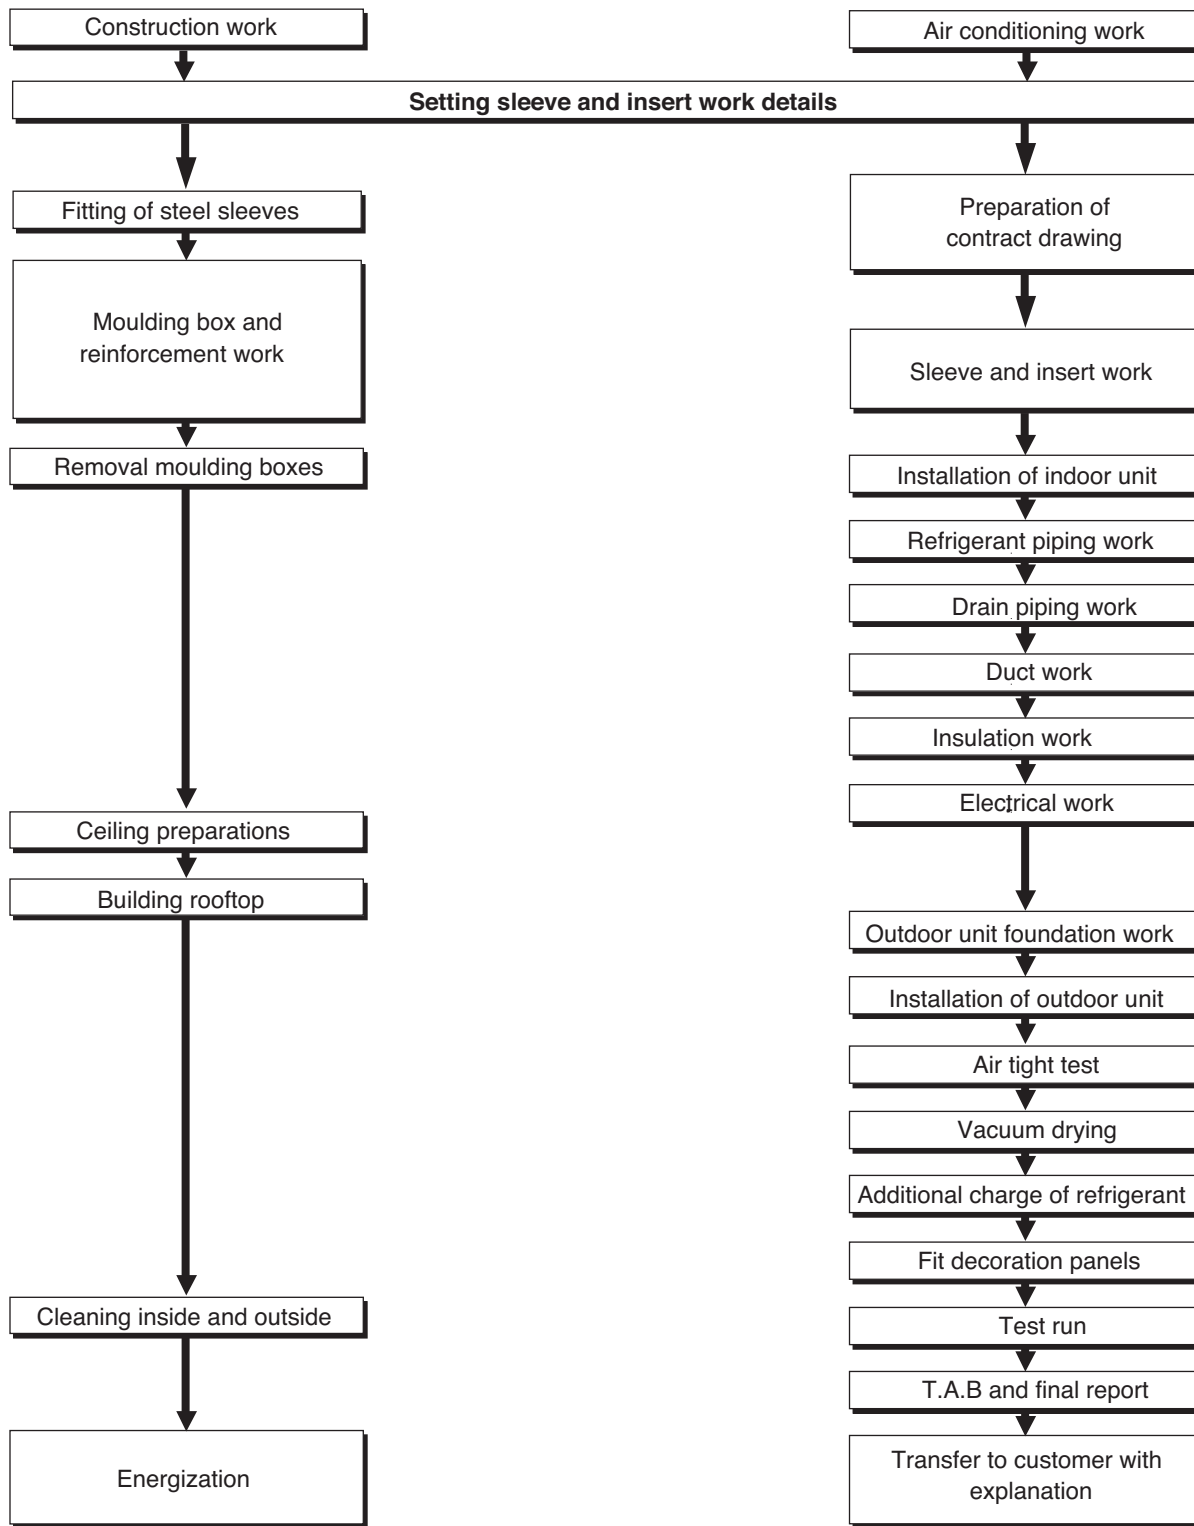 Construction work
Air conditioning work
Setting sleeve and insert work details
Fitting of steel sleeves
Moulding box and
reinforcement work
Removal moulding boxes
Ceiling preparations
Building rooftop
Cleaning inside and outside
Energization
Preparation of
contract drawing
Sleeve and insert work
Installation of indoor unit
Refrigerant piping work
Drain piping work
Duct work
Insulation work
Electrical work
Outdoor unit foundation work
Installation of outdoor unit
Air tight test
Vacuum drying
Additional charge of refrigerant
Fit decoration panels
Test run
T.A.B and final report
Transfer to customer with
explanation